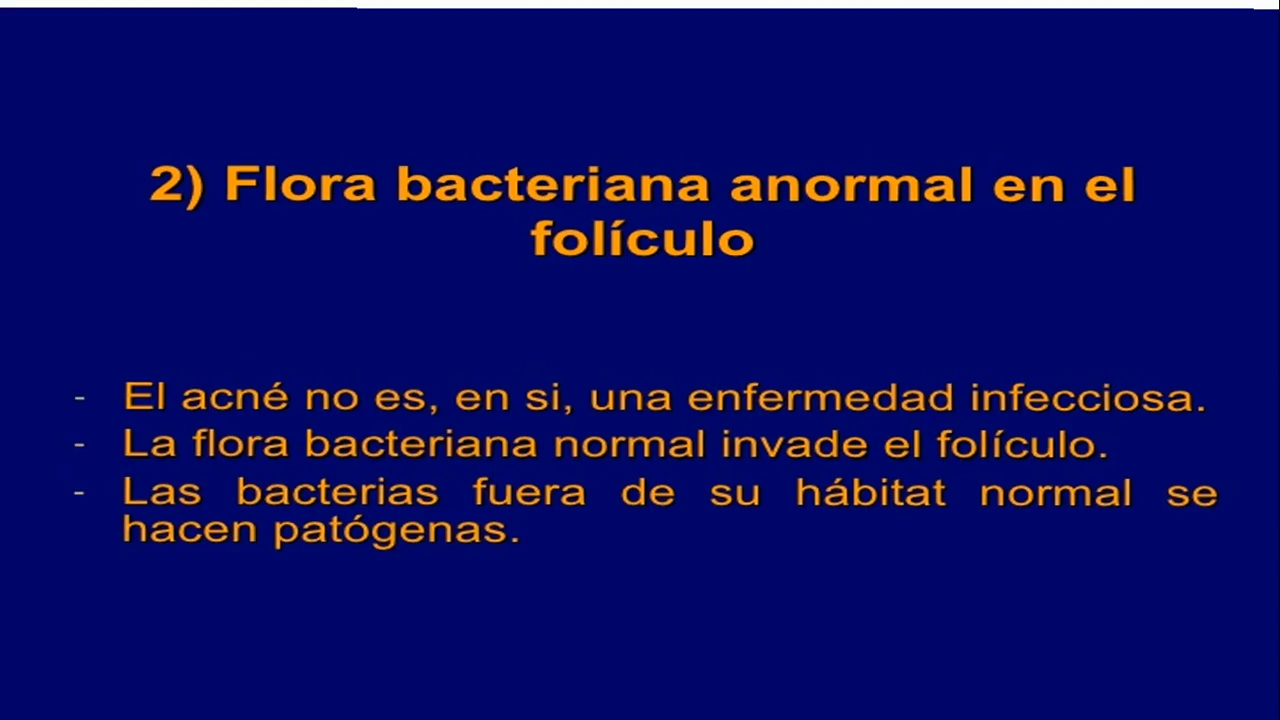 2) Flora bacteriana anormal en el
folículo
- El acné no es, en si, una enfermedad infecciosa.
- La flora bacteriana normal invade el folículo.
- Las bacterias fuera de su hábitat normal se
hacen patógenas.